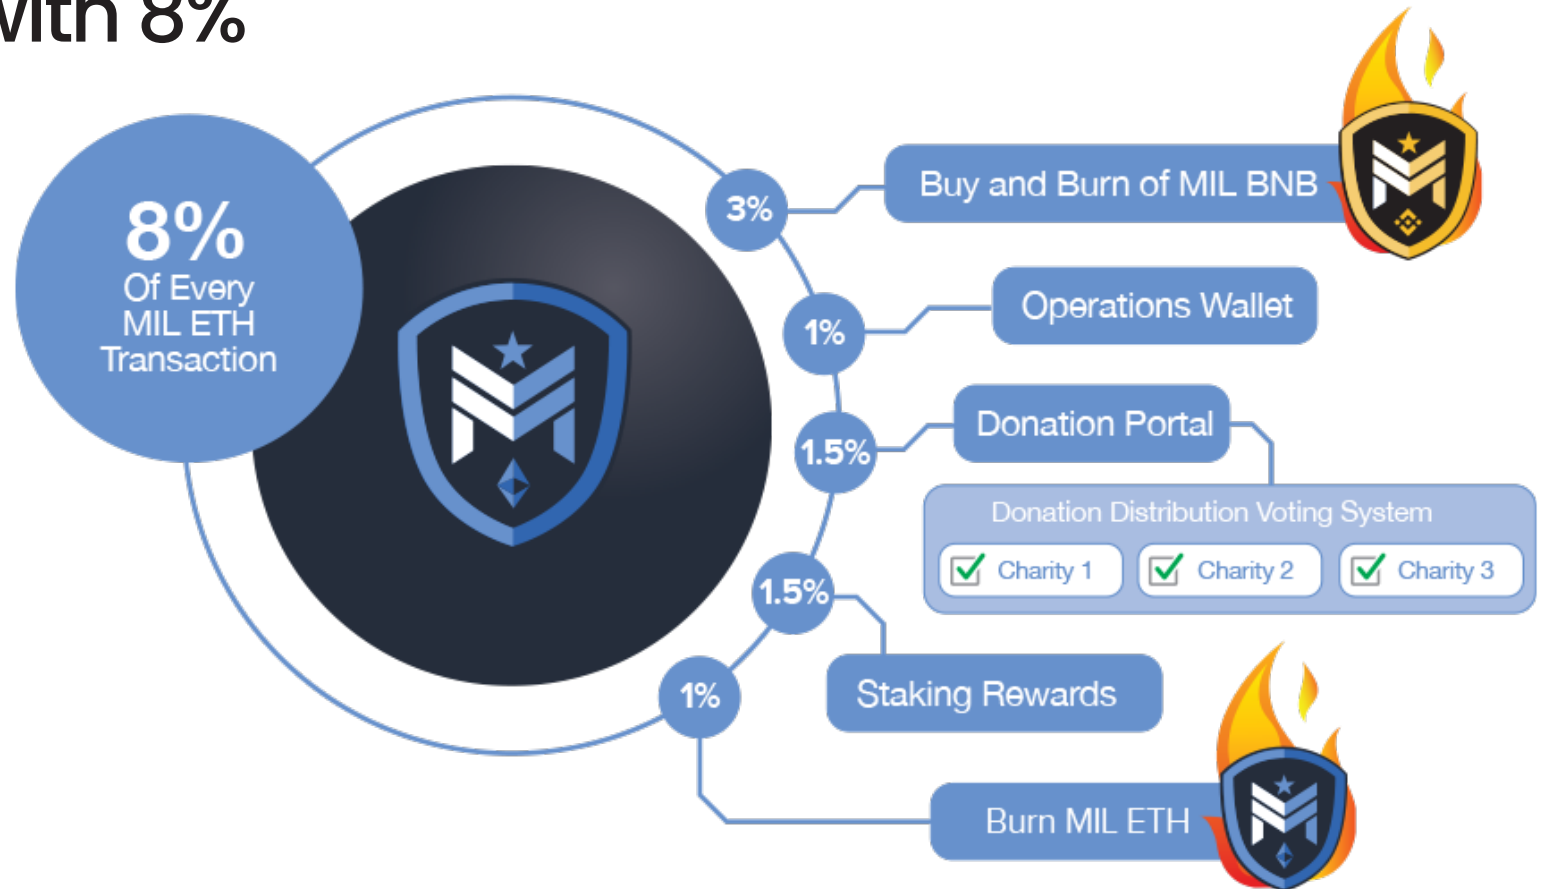 with 8%
8%
Of Every
MIL ETH
Transaction
3%
Buy and Burn of MIL BNB
1%
Operations Wallet
1.5%
Donation Portal
Donation Distribution Voting System
Charity 1
Charity 2
Charity 3
1.5%
Staking Rewards
1%
Burn MIL ETH